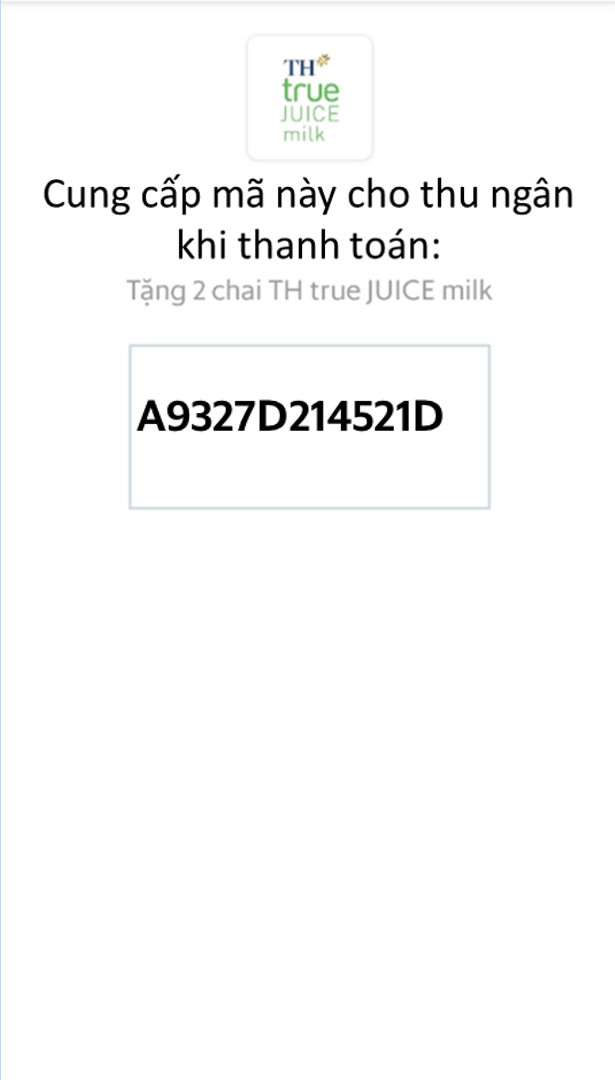 TH
true
JUICE
milk
Cung cấp mã này cho thu ngân
khi thanh toán:
Tặng 2 chai TH true JUICE milk
A9327D214521D